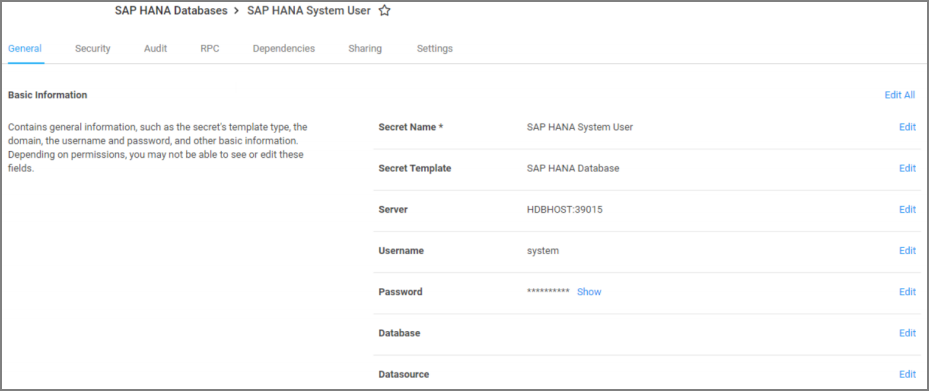 SAP HANA Databases > SAP HANA System User ☆
General Security Audit RPC Dependencies Sharing Settings
Basic Information Edit All
Contains general information, such as the secret's template type, the
domain, the username and password, and other basic information.
Depending on permissions, you may not be able to see or edit these
fields.
Secret Name * SAP HANA System User Edit
Secret Template SAP HANA Database Edit
Server HDBHOST:39015 Edit
Username system Edit
Password ********** Show Edit
Database Edit
Datasource Edit